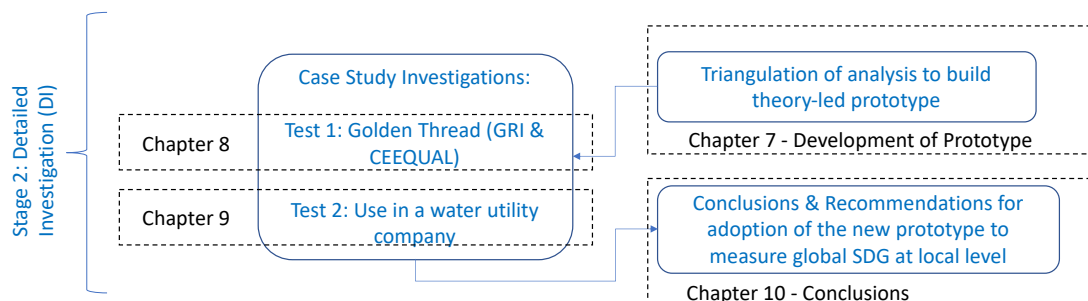 Stage 2: Detailed
Investigation (DI)
Case Study Investigations:
Chapter 8
Test 1: Golden Thread (GRI &
CEEQUAL)
Chapter 9
Test 2: Use in a water utility
company
Triangulation of analysis to build
theory-led prototype
Chapter 7 - Development of Prototype
Conclusions & Recommendations for
adoption of the new prototype to
measure global SDG at local level
Chapter 10 - Conclusions